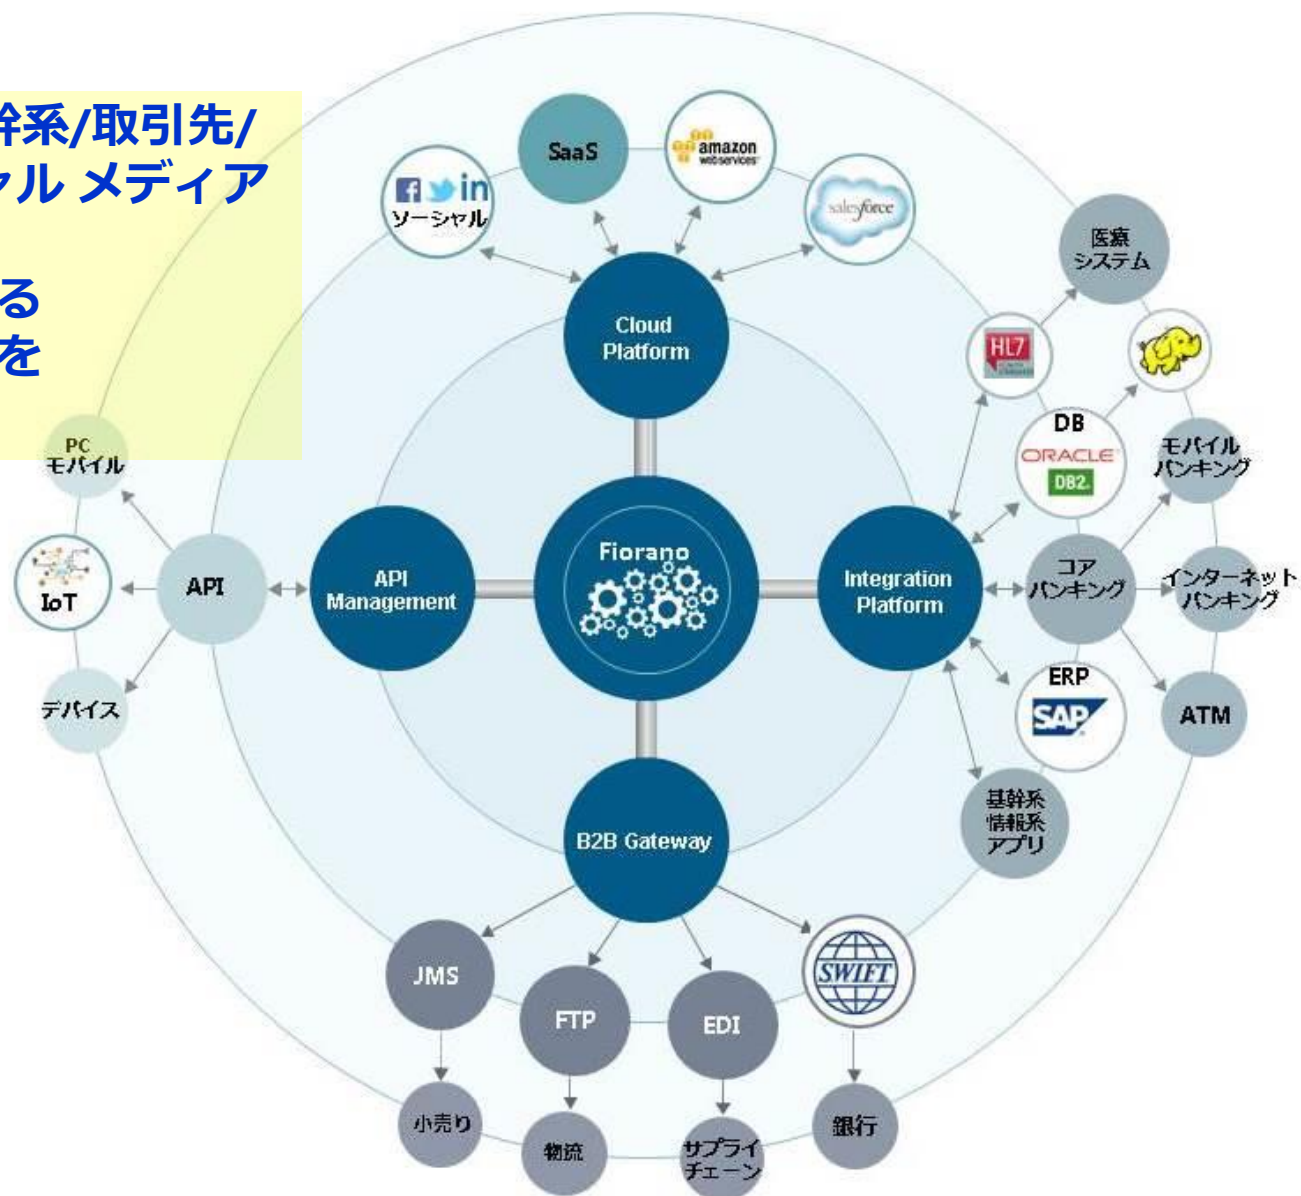 幹系/取引先/
ャル メディア
る
を
SaaS
amazon
webservices
f in
ソーシャル
salesforce
医療
システム
Cloud
Platform
HL7
DB
ORACLE
DB2.
モバイル
バンキング
PC
モバイル
IoT
API
API
Management
Fiorano
Integration
Platform
コア
バンキング
インターネット
バンキング
デバイス
ERP
SAP
ATM
基幹系
情報系
アプリ
B2B Gateway
JMS
FTP
EDI
SWIFT
小売り
物流
サプライ
チェーン
銀行